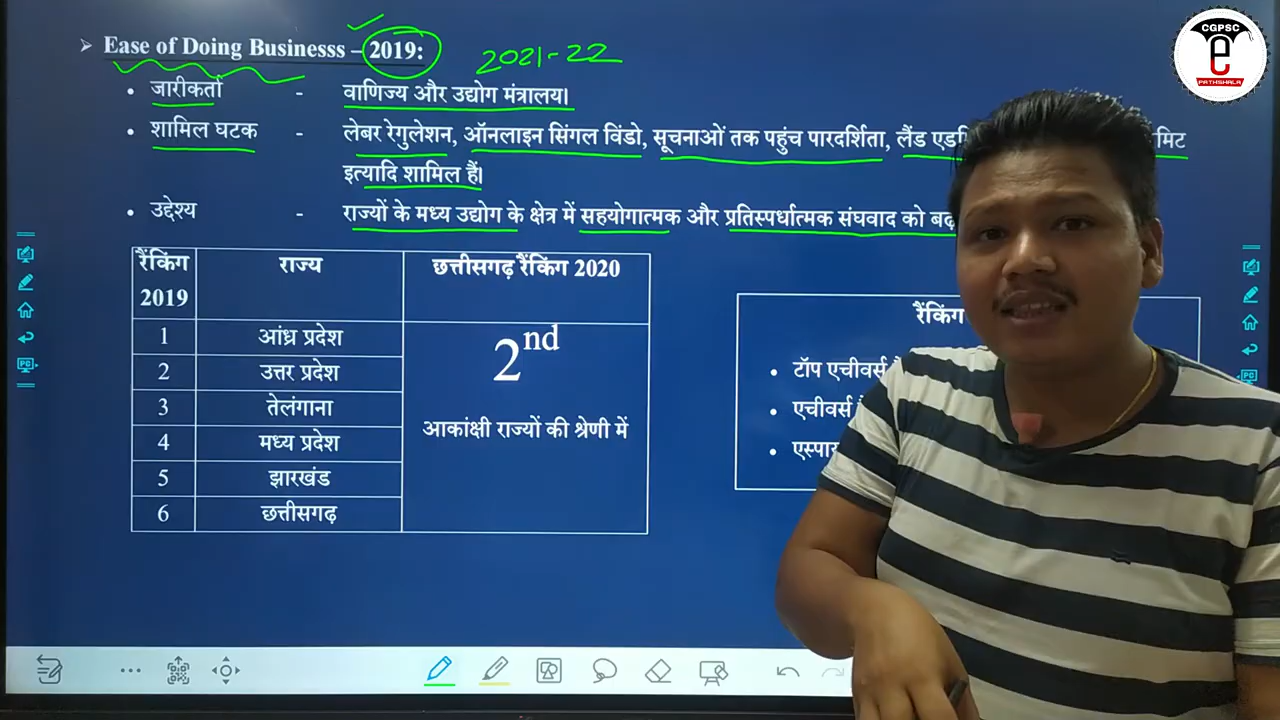 ➢ Ease of Doing Businesss – 2019: 2021-22
• जारीकर्ता - वाणिज्य और उद्योग मंत्रालय।
• शामिल घटक - लेबर रेगुलेशन, ऑनलाइन सिंगल विंडो, सूचनाओं तक पहुंच पारदर्शिता, लैंड
इत्यादि शामिल हैं।
• उद्देश्य - राज्यों के मध्य उद्योग के क्षेत्र में सहयोगात्मक और प्रतिस्पर्धात्मक संघवाद को
रैंकिंग 2019 राज्य छत्तीसगढ़ रैंकिंग 2020
1 आंध्र प्रदेश
2 उत्तर प्रदेश
3 तेलंगाना
4 मध्य प्रदेश
5 झारखंड
6 छत्तीसगढ़
2nd
आकांक्षी राज्यों की श्रेणी में
रैंकिंग
• टॉप एचीवर्स
• एचीवर्स
CGPSC
e
PATHSHALA
PC
PC